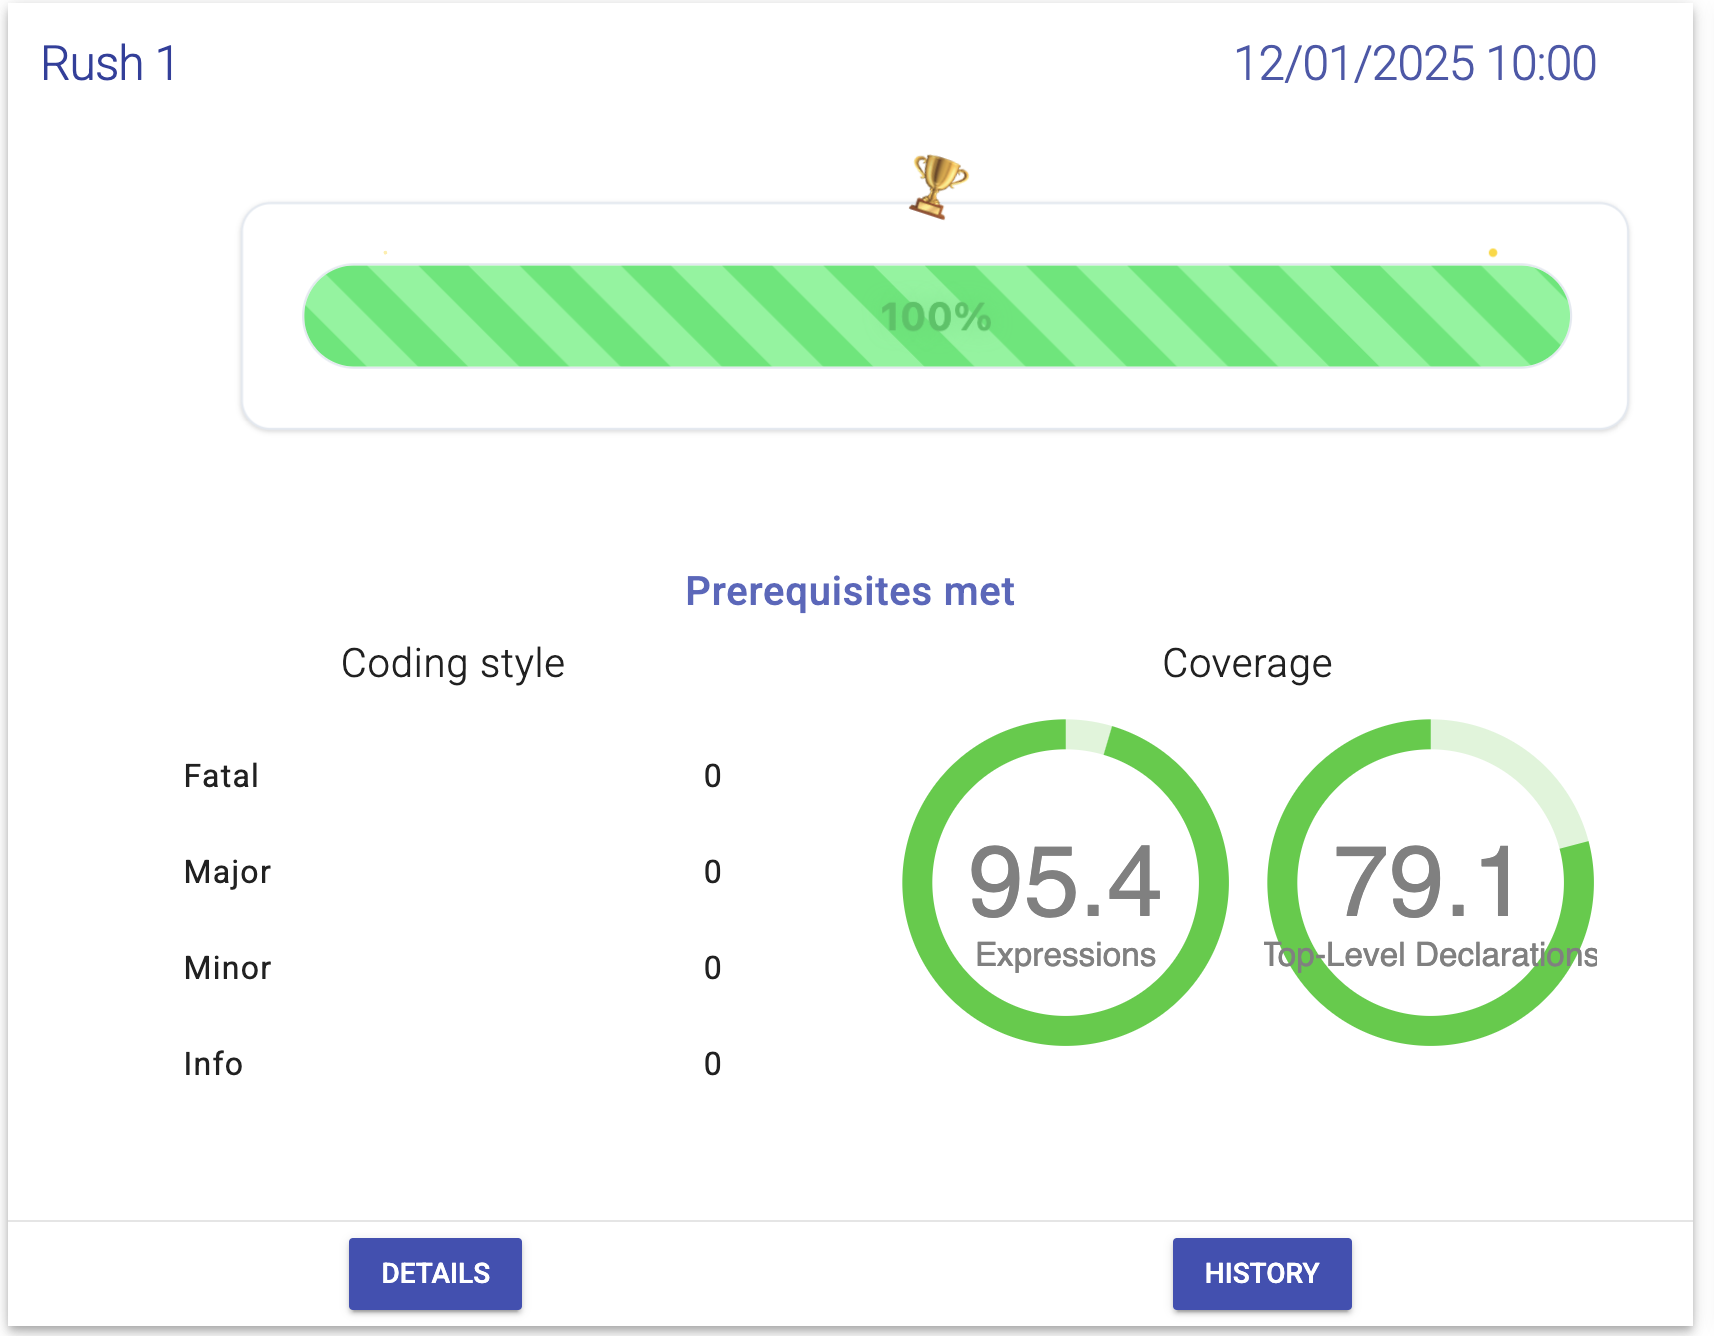 Rush 1
12/01/2025 10:00
100%
Prerequisites met
Coding style
Fatal 0
Major 0
Minor 0
Info 0
Coverage
95.4
Expressions
79.1
Top-Level Declarations
DETAILS
HISTORY